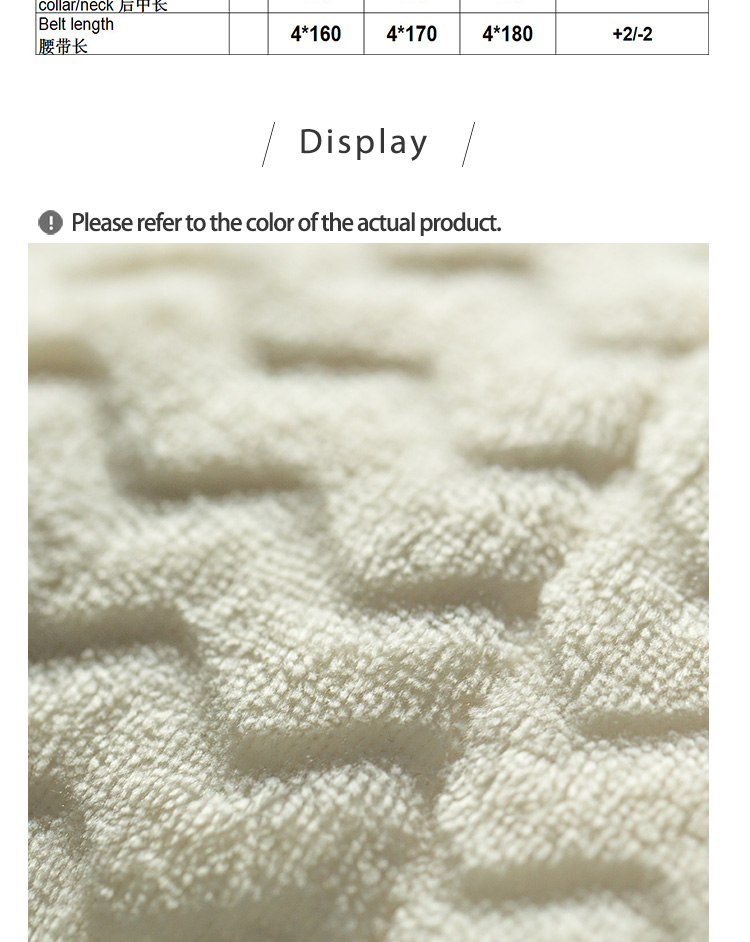 collar/neck 后中长
Belt length
腰带长
4*160
4*170
4*180
+2/-2
Display
Please refer to the color of the actual product.